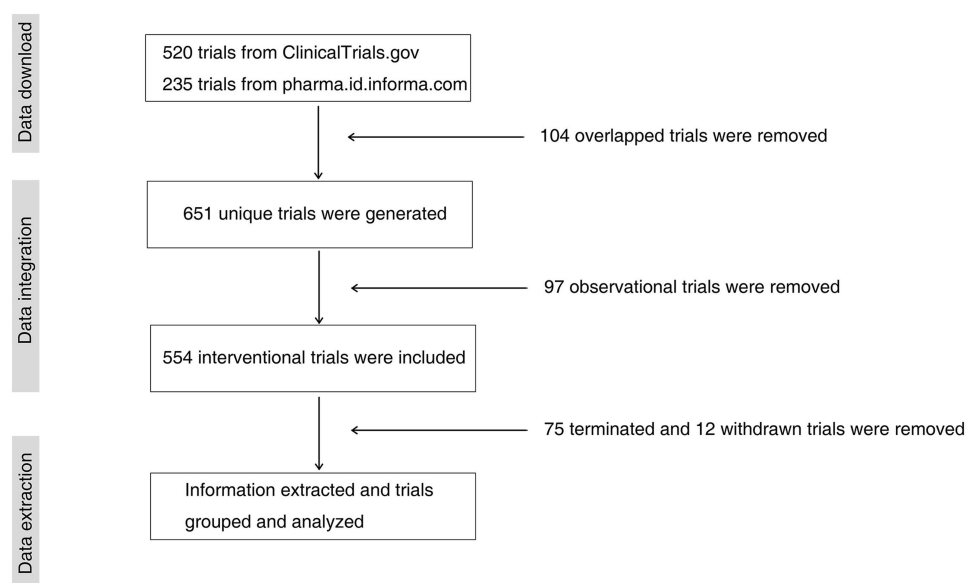 Data download
520 trials from ClinicalTrials.gov
235 trials from pharma.id.informa.com
104 overlapped trials were removed
Data integration
651 unique trials were generated
97 observational trials were removed
554 interventional trials were included
75 terminated and 12 withdrawn trials were removed
Data extraction
Information extracted and trials
grouped and analyzed